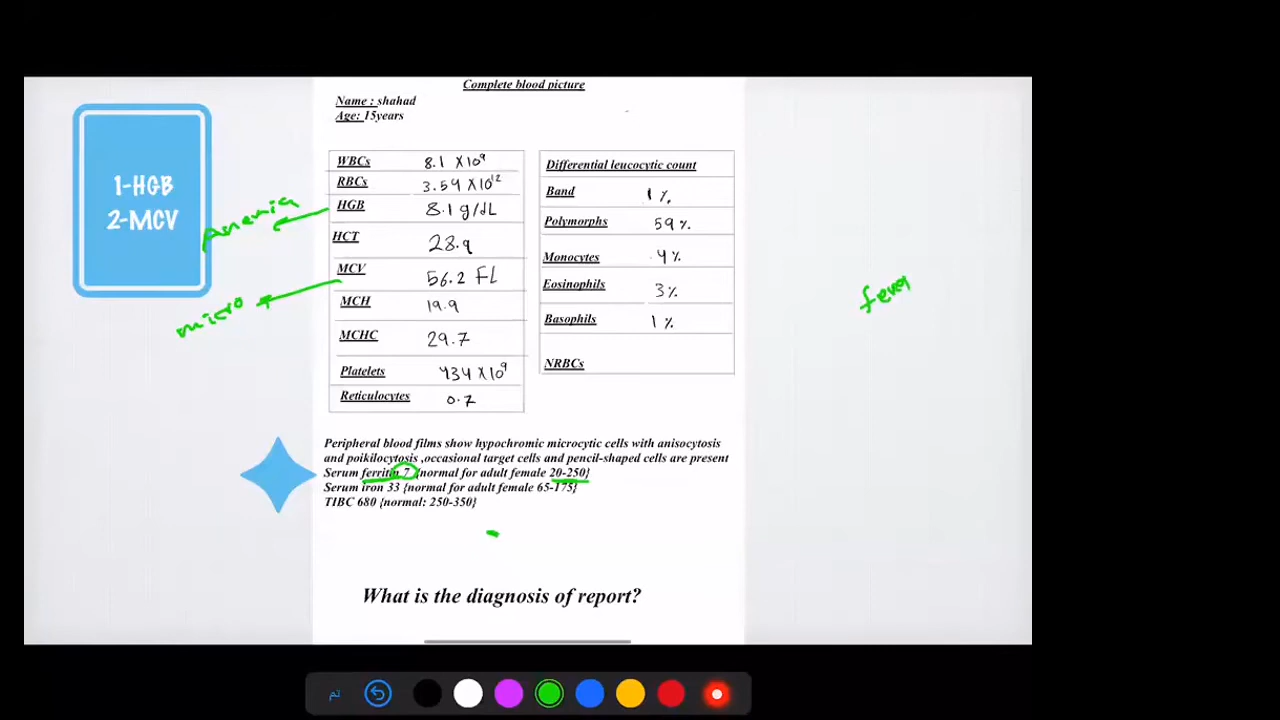 Complete blood picture
Name : shahad
Age: 15years
1-HGB
2-MCV
Anemia
micro
WBCs 8.1 X10⁹
RBCs 3.59 X10¹²
HGB 8.1 g/dL
HCT 28.9
MCV 56.2 FL
MCH 19.9
MCHC 29.7
Platelets 434 X10⁹
Reticulocytes 0.7
Differential leucocytic count
Band 1 %
Polymorphs 59 %
Monocytes 4 %
Eosinophils 3 %
Basophils 1 %
NRBCs
Peripheral blood films show hypochromic microcytic cells with anisocytosis
and poikilocytosis ,occasional target cells and pencil-shaped cells are present
Serum ferritin 7 {normal for adult female 20-250}
Serum iron 33 {normal for adult female 65-175}
TIBC 680 {normal: 250-350}
What is the diagnosis of report?
تم